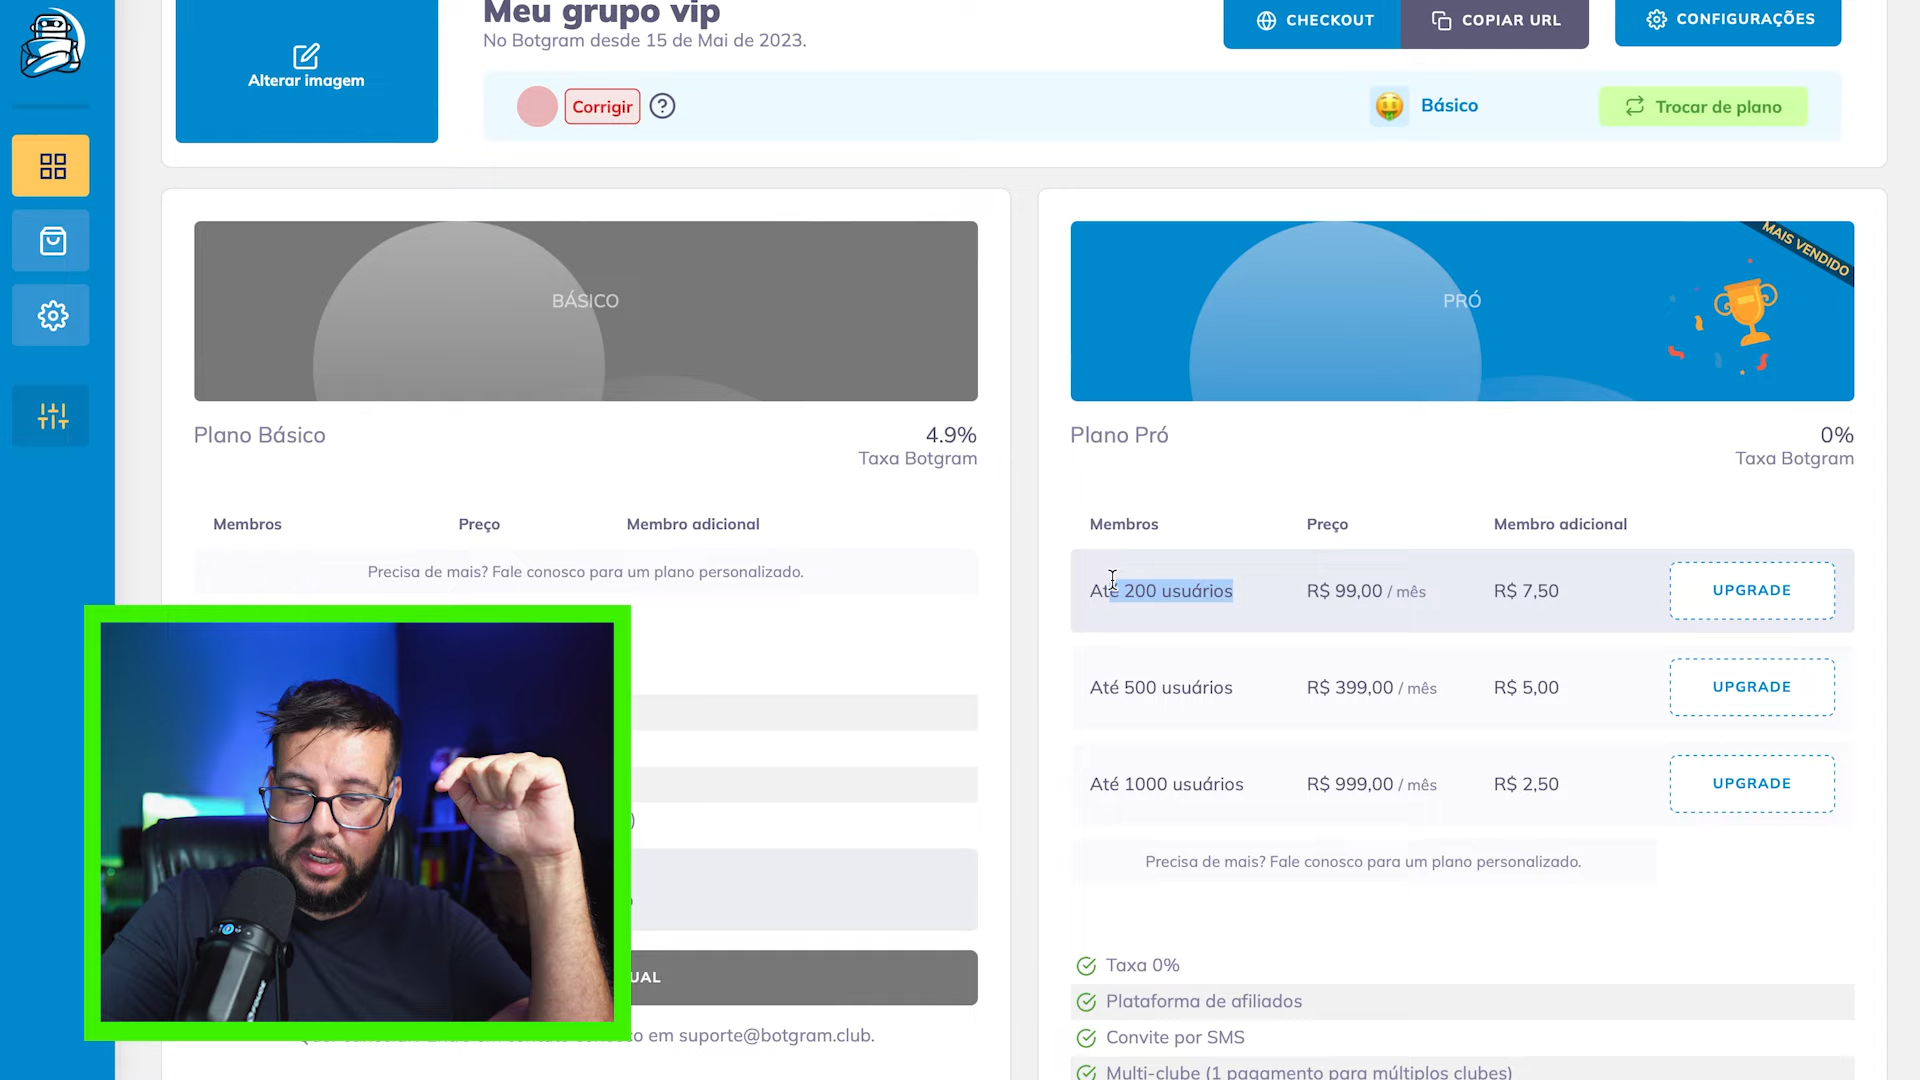 Meu grupo vip
No Botgram desde 15 de Mai de 2023.
CHECKOUT
COPIAR URL
CONFIGURAÇÕES
Alterar imagem
Corrigir
?
Básico
Trocar de plano
BÁSICO
Plano Básico
4.9%
Taxa Botgram
Membros Preço Membro adicional
Precisa de mais? Fale conosco para um plano personalizado.
)
UAL
em suporte@botgram.club.
MAIS VENDIDO
PRÓ
Plano Pró
0%
Taxa Botgram
Membros Preço Membro adicional
Até 200 usuários R$ 99,00 / mês R$ 7,50 UPGRADE
Até 500 usuários R$ 399,00 / mês R$ 5,00 UPGRADE
Até 1000 usuários R$ 999,00 / mês R$ 2,50 UPGRADE
Precisa de mais? Fale conosco para um plano personalizado.
Taxa 0%
Plataforma de afiliados
Convite por SMS
Multi-clube (1 pagamento para múltiplos clubes)